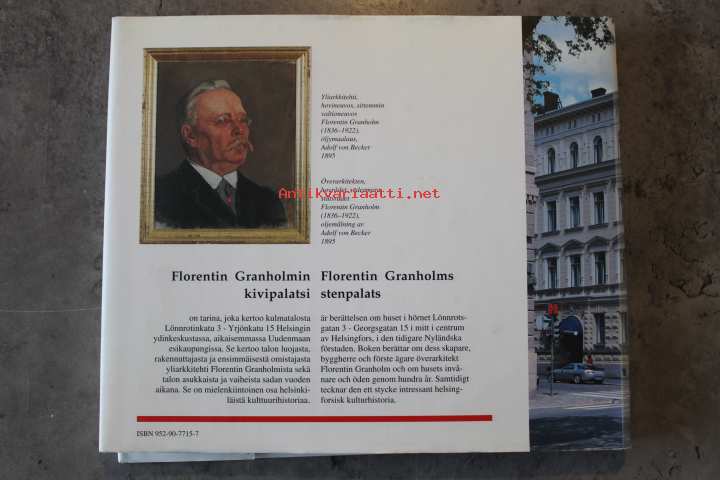 Yliarkkitehti,
hovineuvos, sittemmin
valtioneuvos
Florentin Granholm
(1836–1922),
öljymaalaus,
Adolf von Becker
1895
Antikvariaatti.net
Överarkitekten,
Florentin Granholm
(1836–1922),
oljemålning av
Adolf von Becker
1895
Florentin Granholmin
kivipalatsi
on tarina, joka kertoo kulmatalosta
Lönnrotinkatu 3 - Yrjönkatu 15 Helsingin
ydinkeskustassa, aikaisemmassa Uudenmaan
esikaupungissa. Se kertoo talon luojasta,
rakennuttajasta ja ensimmäisestä omistajasta
yliarkkitehti Florentin Granholmista sekä
talon asukkaista ja vaiheista sadan vuoden
aikana. Se on mielenkiintoinen osa helsinki-
läistä kulttuurihistoriaa.
Florentin Granholms
stenpalats
är berättelsen om huset i hörnet Lönnrots-
gatan 3 - Georgsgatan 15 i mitt i centrum
av Helsingfors, i den tidigare Nyländska
förstaden. Boken berättar om dess skapare,
byggherre och förste ägare överarkitekt
Florentin Granholm och om husets invå-
nare och öden genom hundra år. Samtidigt
tecknar den ett stycke intressant helsing-
forsisk kulturhistoria.
ISBN 952-90-7715-7